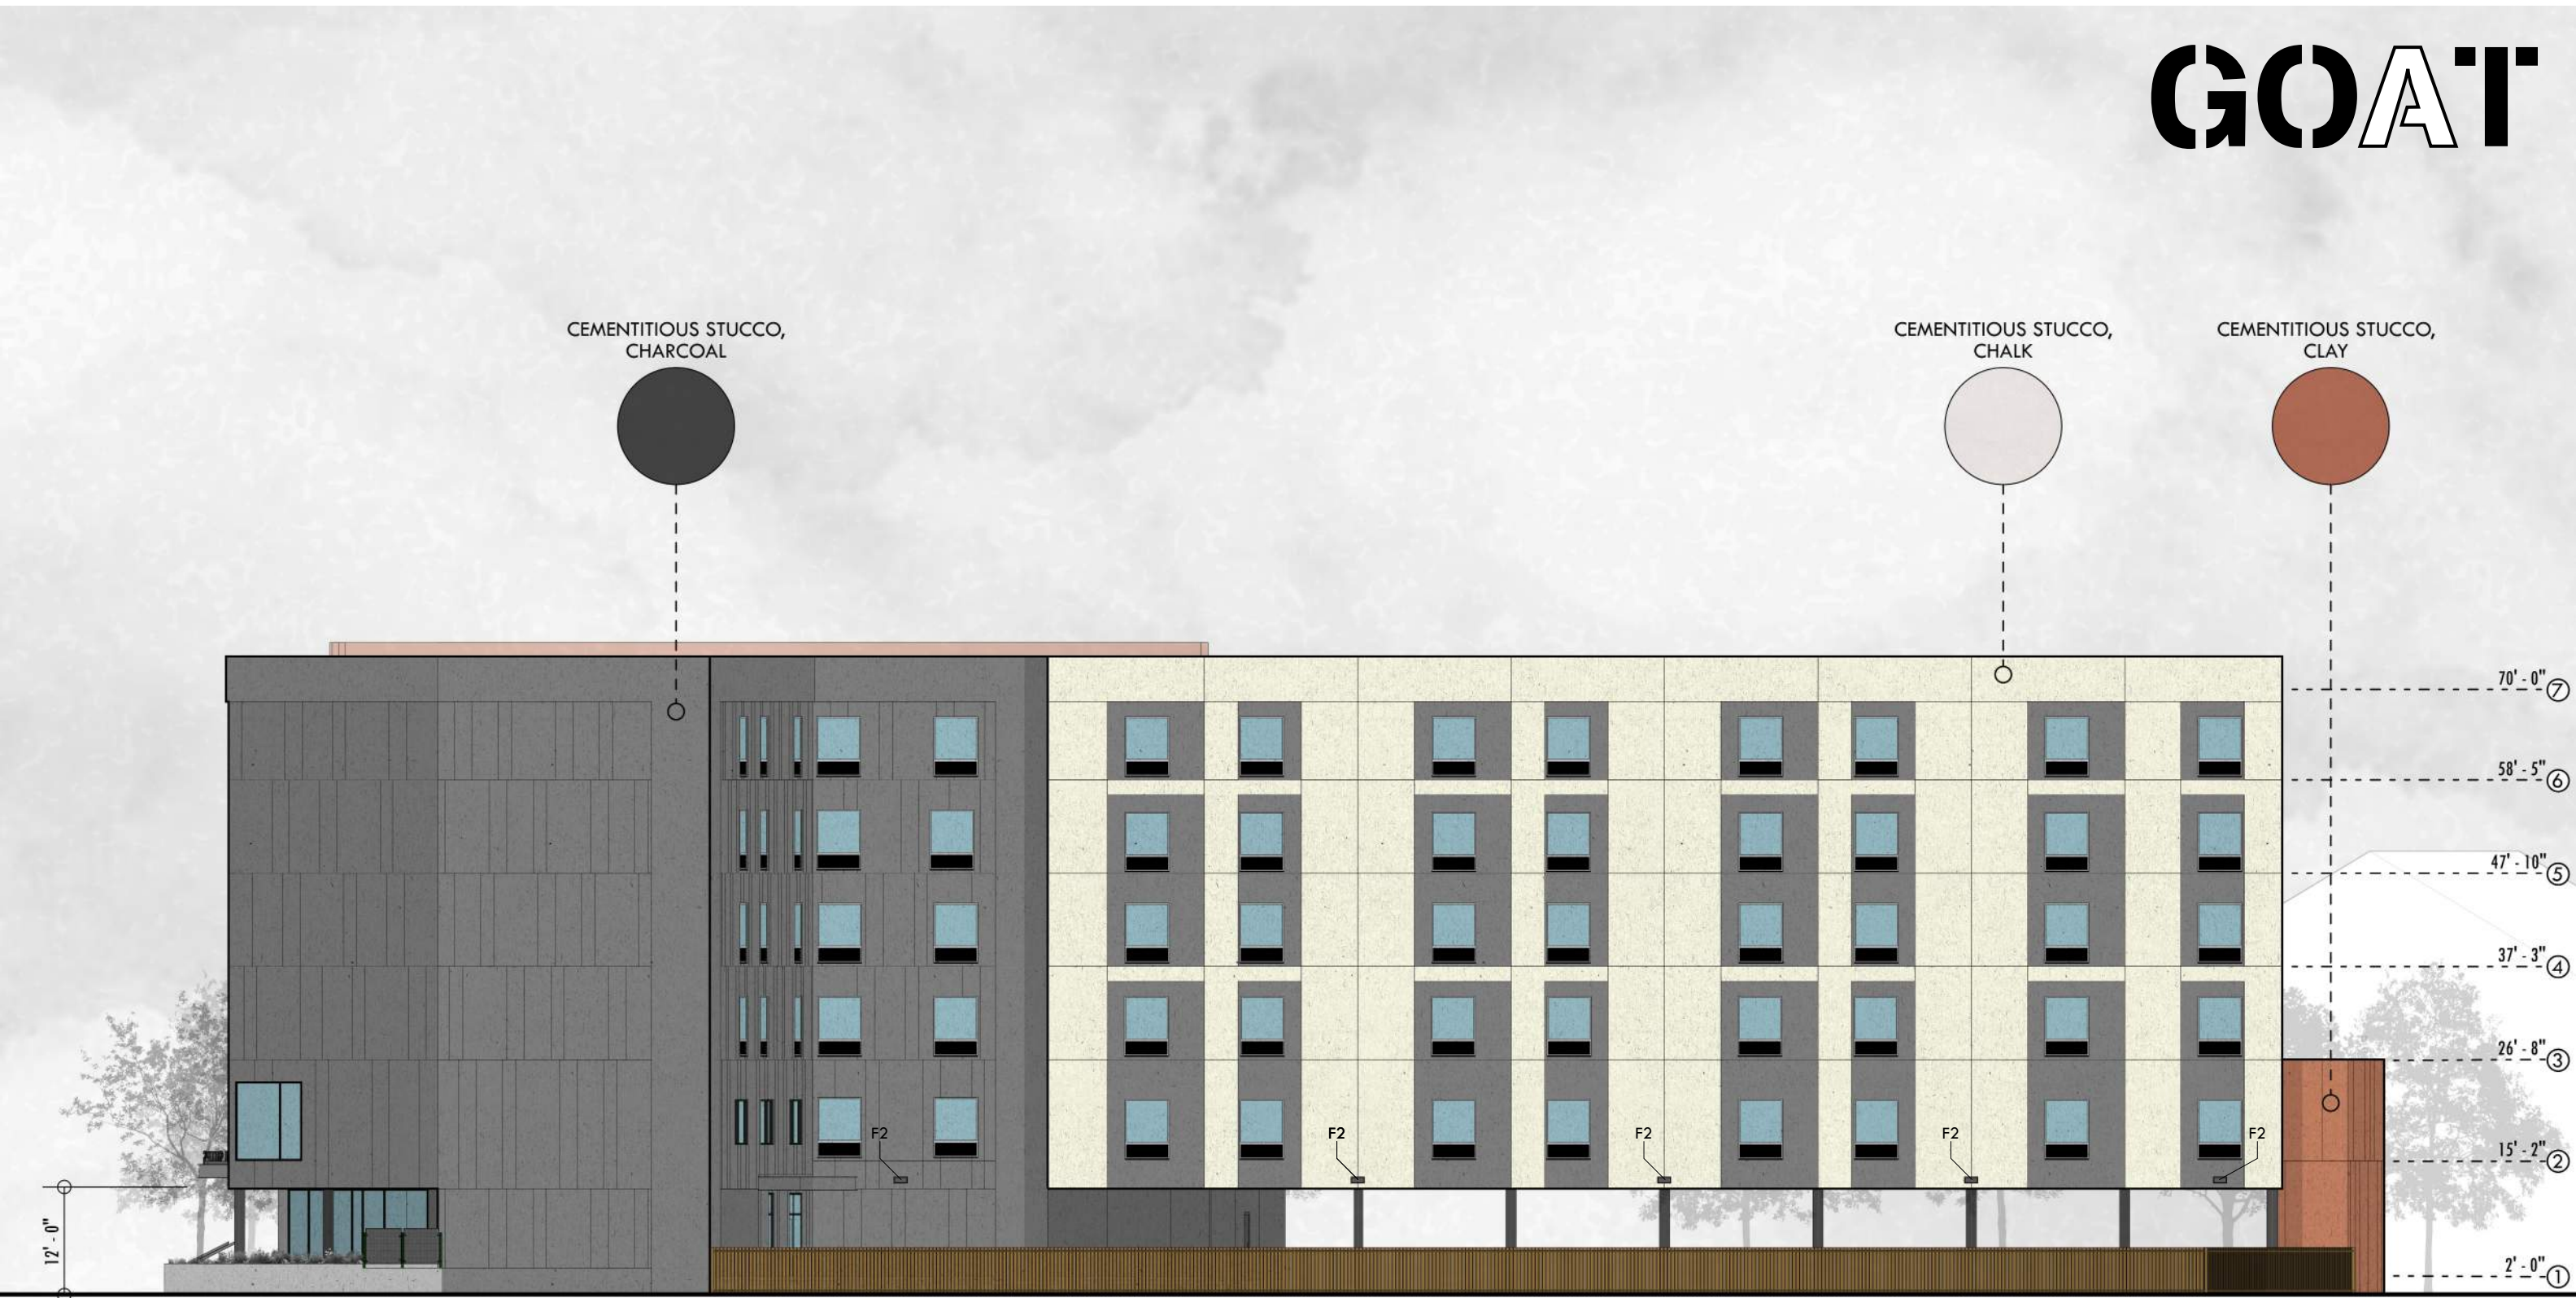 GOAT
CEMENTITIOUS STUCCO,
CHARCOAL
CEMENTITIOUS STUCCO,
CHALK
CEMENTITIOUS STUCCO,
CLAY
70' - 0" 7
58' - 5" 6
47' - 10" 5
37' - 3" 4
26' - 8" 3
F2
F2
F2
F2
F2
15' - 2" 2
12' - 0"
2' - 0" 1